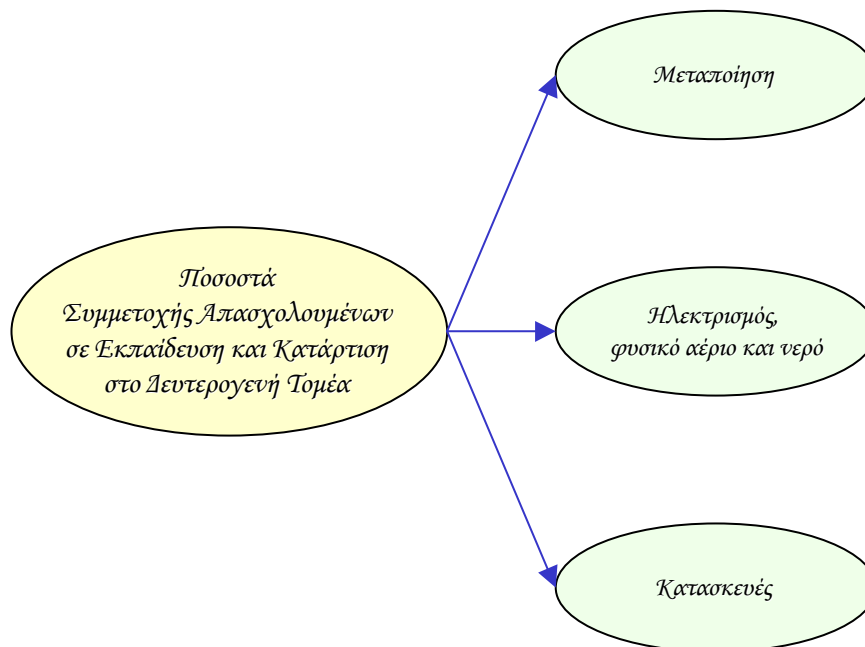 Μεταποίηση
Ποσοστά
Συμμετοχής Απασχολουμένων
σε Εκπαίδευση και Κατάρτιση
στο Δευτερογενή Τομέα
Ηλεκτρισμός,
φυσικό αέριο και νερό
Κατασκευές